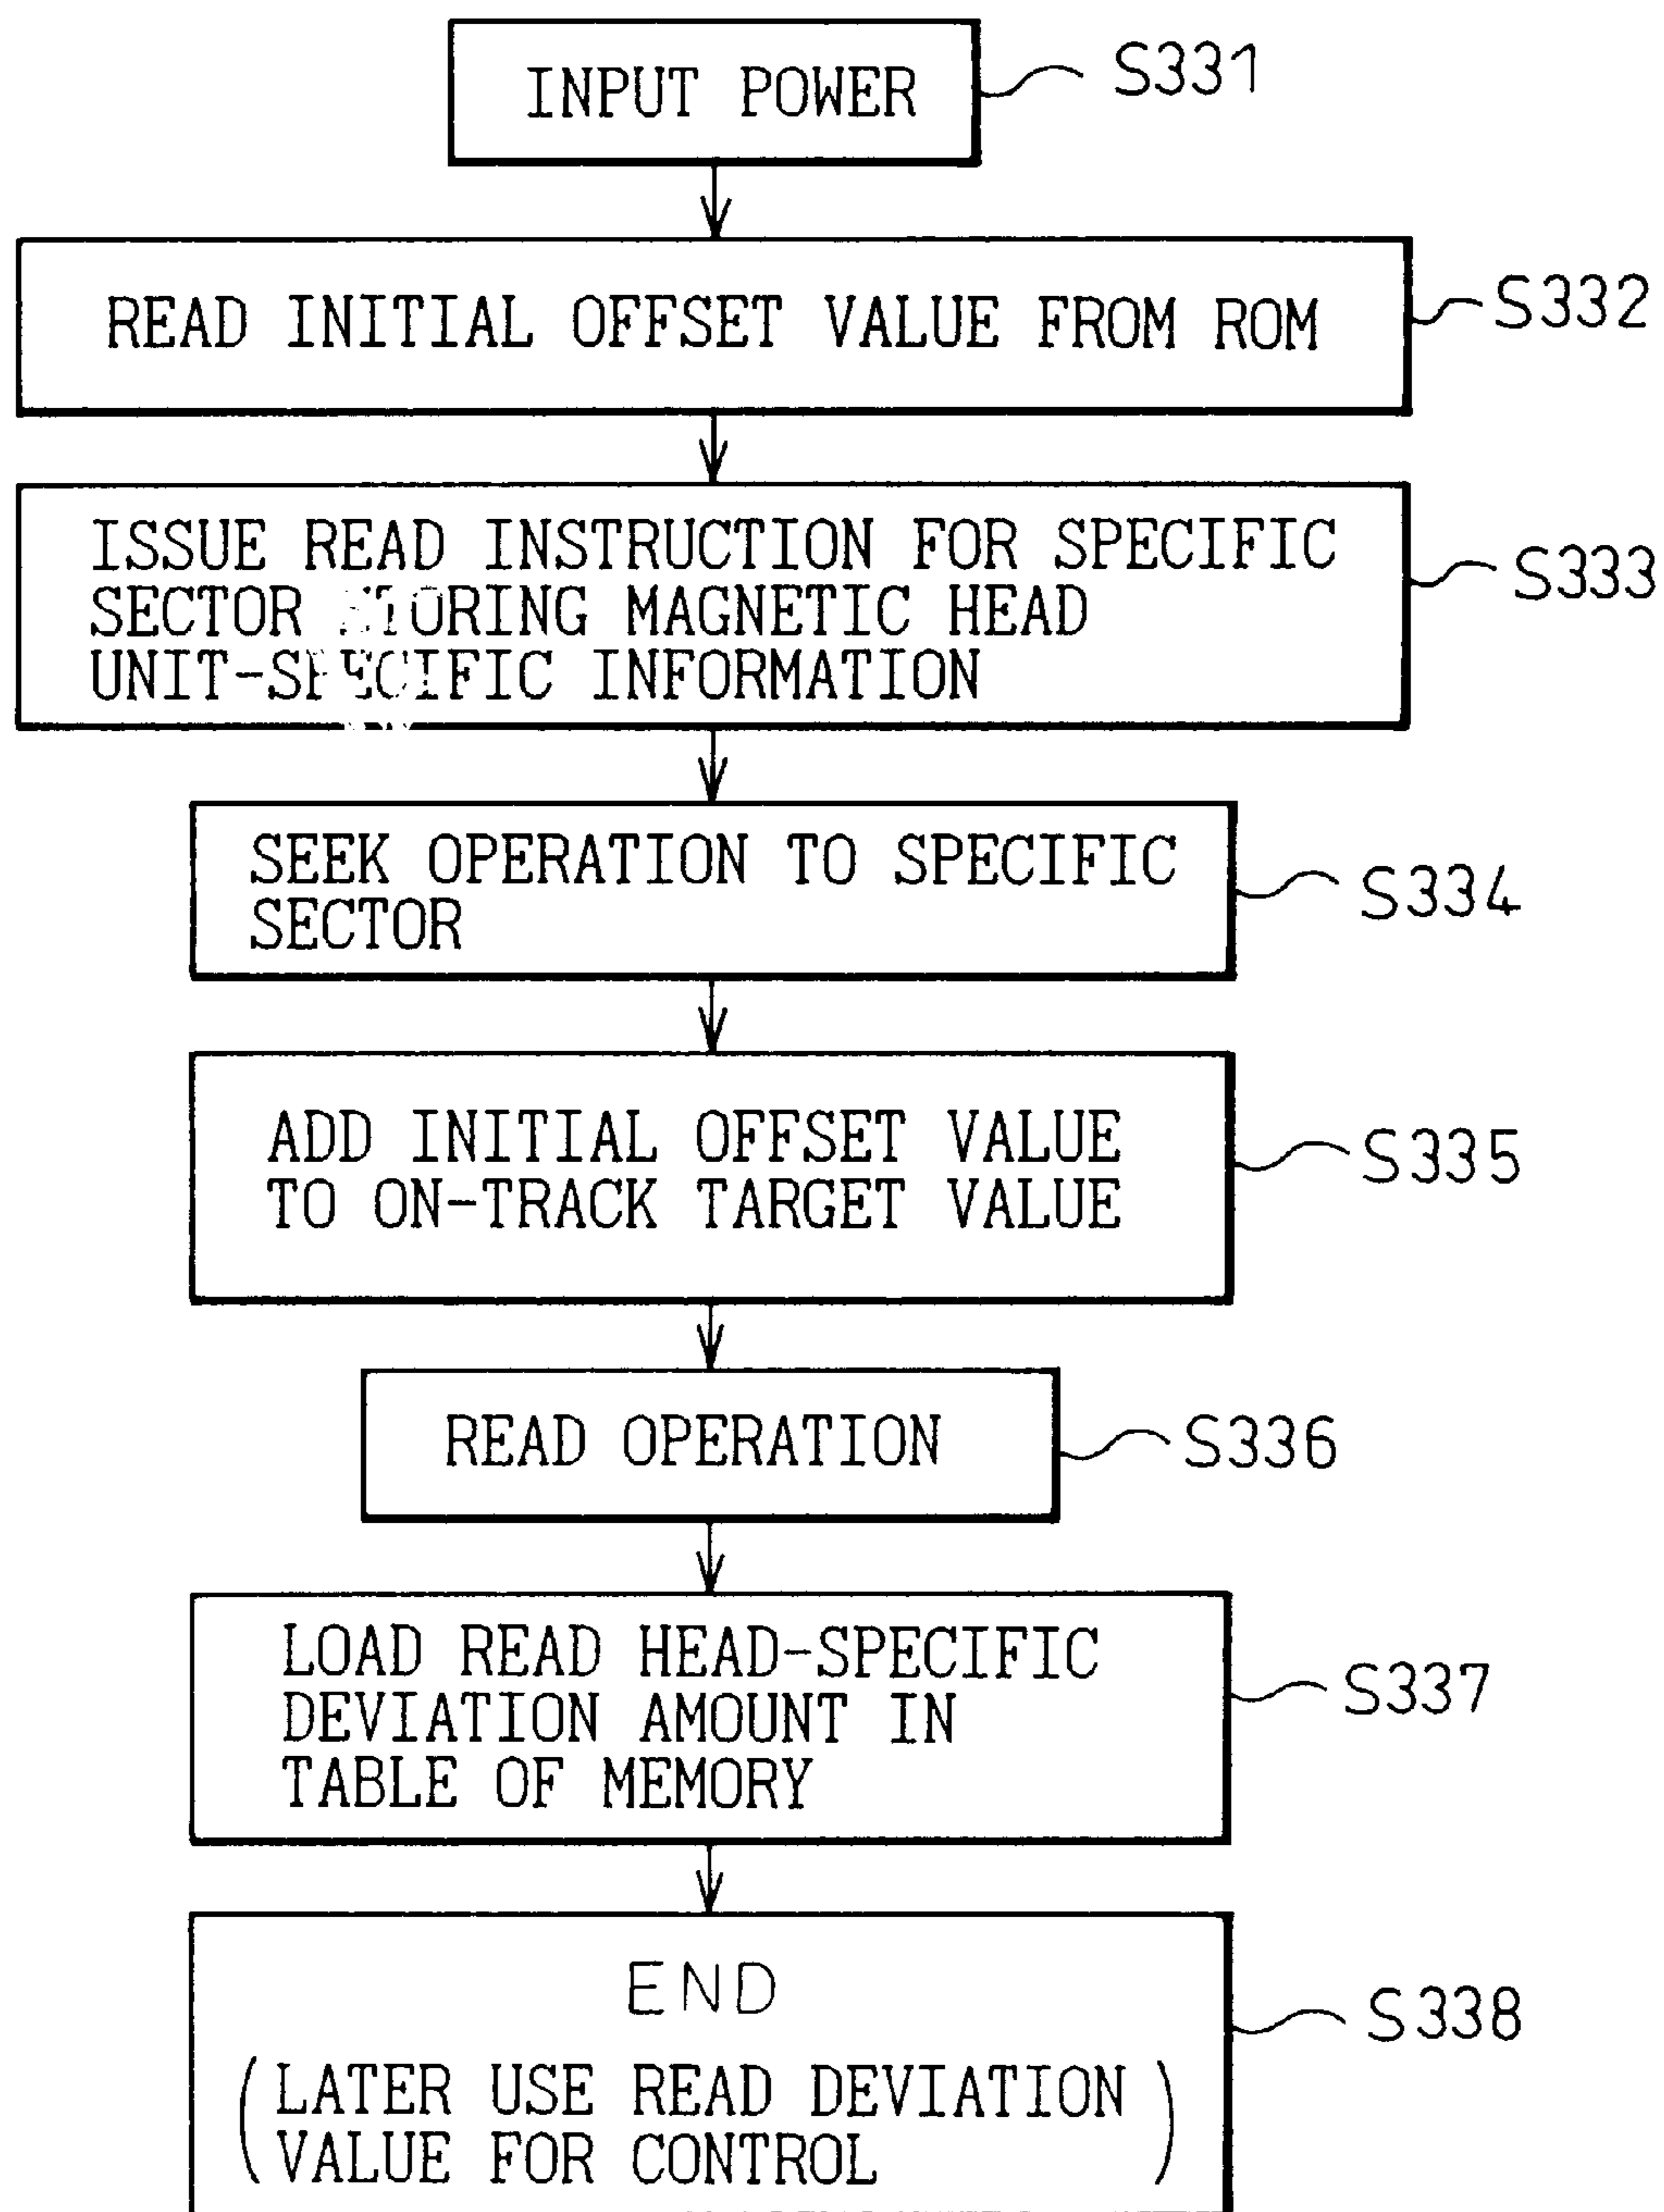 INPUT POWER
S331
READ INITIAL OFFSET VALUE FROM ROM
S332
ISSUE READ INSTRUCTION FOR SPECIFIC
SECTOR STORING MAGNETIC HEAD
UNIT-SPECIFIC INFORMATION
S333
SEEK OPERATION TO SPECIFIC
SECTOR
S334
ADD INITIAL OFFSET VALUE
TO ON-TRACK TARGET VALUE
S335
READ OPERATION
S336
LOAD READ HEAD-SPECIFIC
DEVIATION AMOUNT IN
TABLE OF MEMORY
S337
END
(LATER USE READ DEVIATION
VALUE FOR CONTROL)
S338